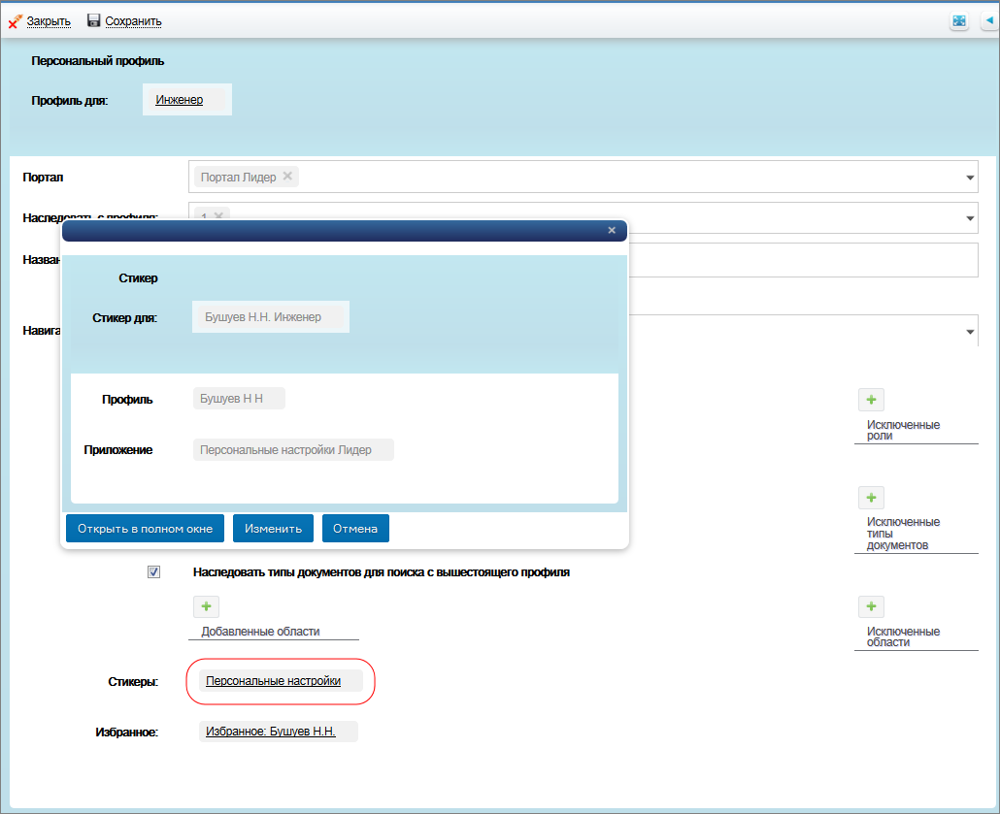 Закрыть Сохранить
Персональный профиль
Профиль для: Инженер
Портал Портал Лидер
Наследовать с профиля: 1
Назван
Стикер
Стикер для: Бушуев Н.Н. Инженер
Навига
Профиль Бушуев Н Н
Исключенные
роли
Приложение Персональные настройки Лидер
Исключенные
типы
документов
Открыть в полном окне Изменить Отмена
Наследовать типы документов для поиска с вышестоящего профиля
Добавленные области
Исключенные
области
Стикеры: Персональные настройки
Избранное: Избранное: Бушуев Н.Н.